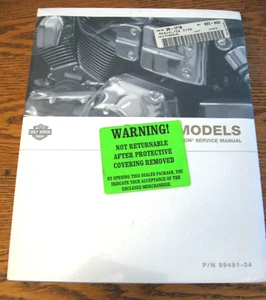 WARNING!
NOT RETURNABLE
AFTER PROTECTIVE
COVERING REMOVED
BY OPENING THIS SEALED PACKAGE, YOU
INDICATE YOUR ACCEPTANCE OF THE
ENCLOSED MERCHANDISE.
MODELS
SERVICE MANUAL
P/N 99481-04